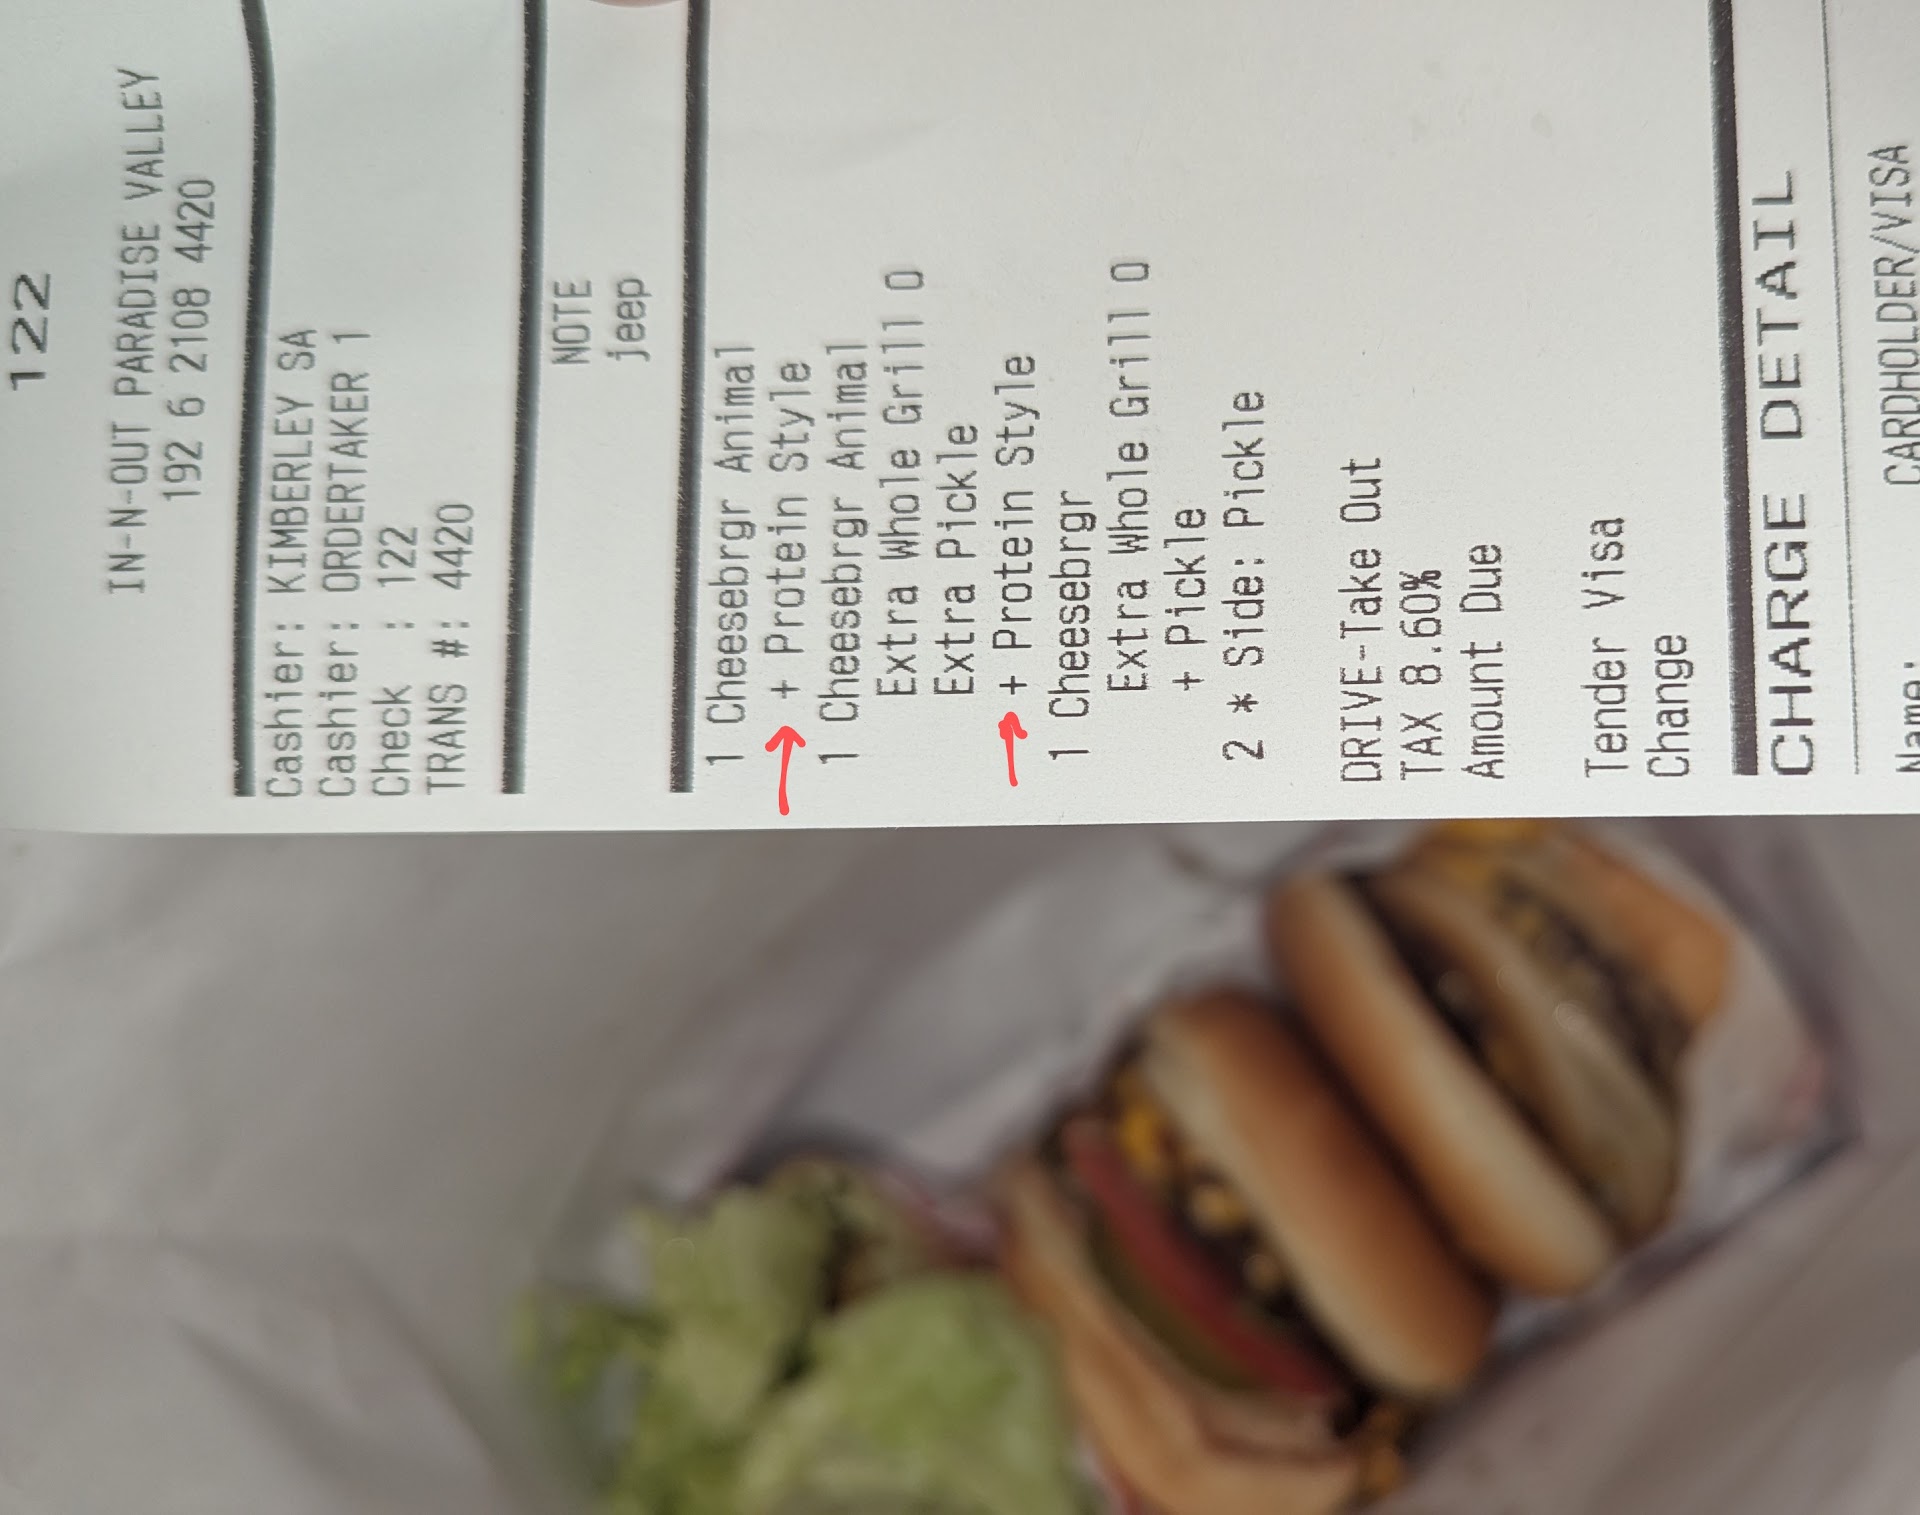 122
IN-N-OUT PARADISE VALLEY
192 6 2108 4420
Cashier: KIMBERLEY SA
Cashier: ORDERTAKER 1
Check : 122
TRANS #: 4420
NOTE
jeep
1 Cheesebrgr Animal
+ Protein Style
1 Cheesebrgr Animal
Extra Whole Grill O
Extra Pickle
+ Protein Style
1 Cheesebrgr
Extra Whole Grill O
+ Pickle
2 * Side: Pickle
DRIVE-Take Out
TAX 8.60%
Amount Due
Tender Visa
Change
CHARGE DETAIL
Name: CARDHOLDER/VISA